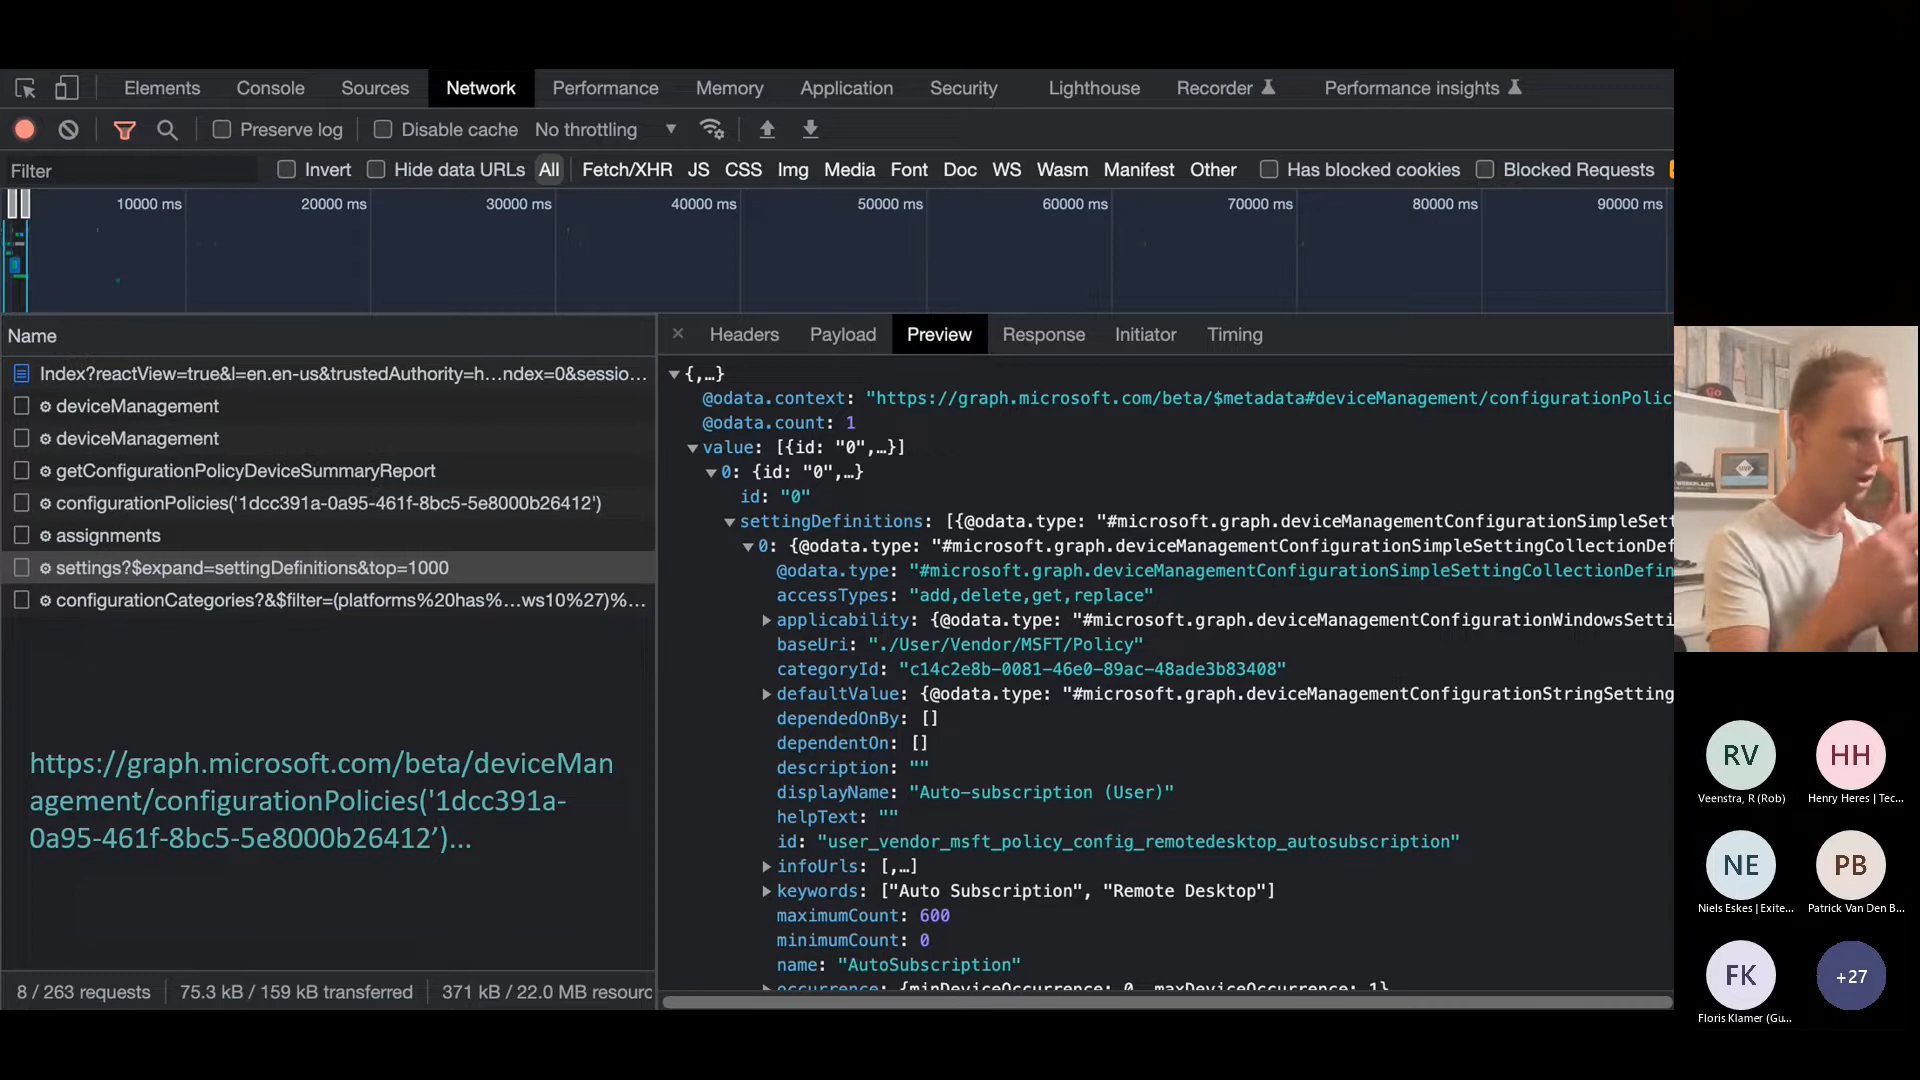 Elements Console Sources Network Performance Memory Application Security Lighthouse Recorder Performance insights
Preserve log Disable cache No throttling
Filter Invert Hide data URLs All Fetch/XHR JS CSS Img Media Font Doc WS Wasm Manifest Other Has blocked cookies Blocked Requests
10000 ms 20000 ms 30000 ms 40000 ms 50000 ms 60000 ms 70000 ms 80000 ms 90000 ms
Name
Index?reactView=true&l=en.en-us&trustedAuthority=h…ndex=0&sessio…
deviceManagement
deviceManagement
getConfigurationPolicyDeviceSummaryReport
configurationPolicies('1dcc391a-0a95-461f-8bc5-5e8000b26412')
assignments
settings?$expand=settingDefinitions&top=1000
configurationCategories?&$filter=(platforms%20has%…ws10%27)%…
https://graph.microsoft.com/beta/deviceMan
agement/configurationPolicies('1dcc391a-
0a95-461f-8bc5-5e8000b26412’)…
8 / 263 requests 75.3 kB / 159 kB transferred 371 kB / 22.0 MB resourc
Headers Payload Preview Response Initiator Timing
{,…}
@odata.context: "https://graph.microsoft.com/beta/$metadata#deviceManagement/configurationPolic
@odata.count: 1
value: [{id: "0",…}]
0: {id: "0",…}
id: "0"
settingDefinitions: [{@odata.type: "#microsoft.graph.deviceManagementConfigurationSimpleSett
0: {@odata.type: "#microsoft.graph.deviceManagementConfigurationSimpleSettingCollectionDef
@odata.type: "#microsoft.graph.deviceManagementConfigurationSimpleSettingCollectionDefin
accessTypes: "add,delete,get,replace"
applicability: {@odata.type: "#microsoft.graph.deviceManagementConfigurationWindowsSetti
baseUri: "./User/Vendor/MSFT/Policy"
categoryId: "c14c2e8b-0081-46e0-89ac-48ade3b83408"
defaultValue: {@odata.type: "#microsoft.graph.deviceManagementConfigurationStringSetting
dependedOnBy: []
dependentOn: []
description: ""
displayName: "Auto-subscription (User)"
helpText: ""
id: "user_vendor_msft_policy_config_remotedesktop_autosubscription"
infoUrls: [,…]
keywords: ["Auto Subscription", "Remote Desktop"]
maximumCount: 600
minimumCount: 0
name: "AutoSubscription"
occurrence: {minDeviceOccurrence: 0, maxDeviceOccurrence: 1}
RV HH
Veenstra, R (Rob) Henry Heres | Tec...
NE PB
Niels Eskes | Exite... Patrick Van Den B...
FK +27
Floris Klamer (Gu...